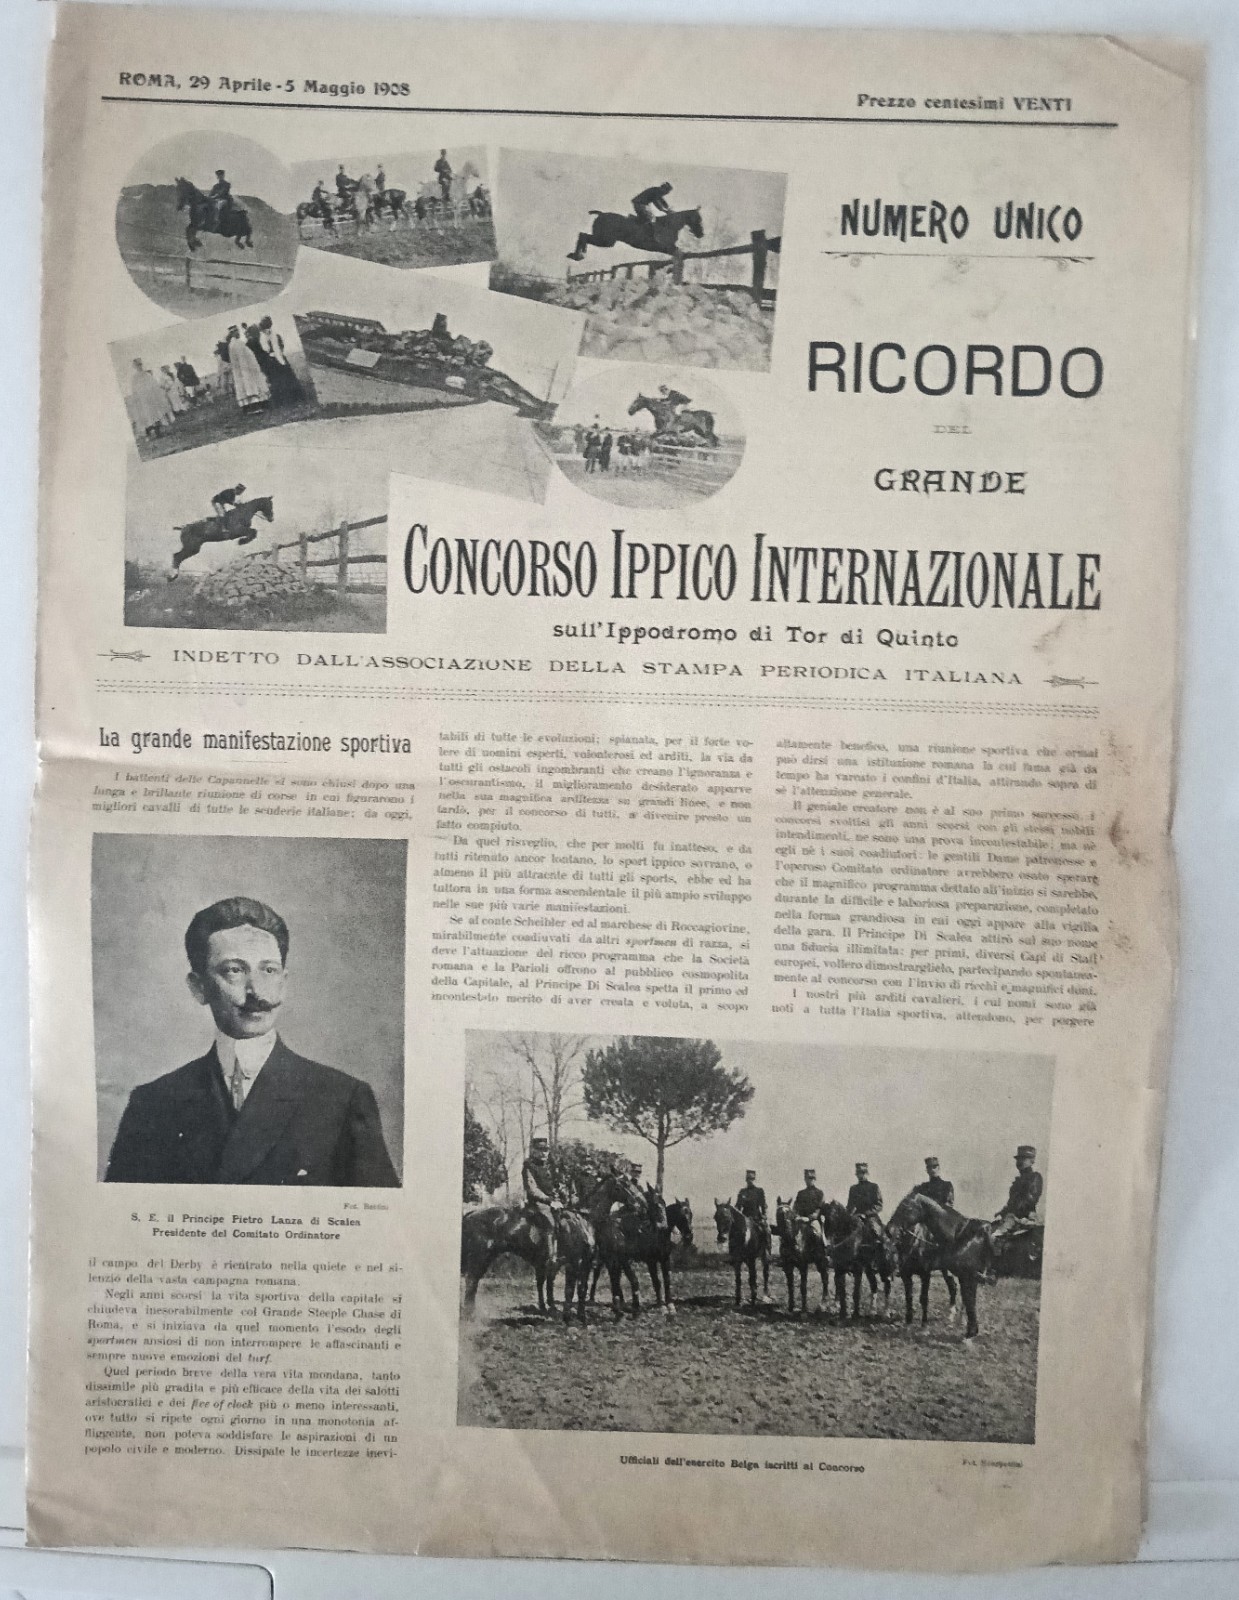 ROMA, 29 Aprile - 5 Maggio 1908
Prezzo centesimi VENTI
NUMERO UNICO
RICORDO
DEL
GRANDE
CONCORSO IPPICO INTERNAZIONALE
sull'Ippodromo di Tor di Quinto
INDETTO DALL'ASSOCIAZIONE DELLA STAMPA PERIODICA ITALIANA
La grande manifestazione sportiva
I battenti delle Capannelle si sono chiusi dopo una
lunga e brillante riunione di corse in cui figurarono i
migliori cavalli di tutte le scuderie italiane; da oggi,
Fot.
S. E. il Principe Pietro Lanza di Scalea
Presidente del Comitato Ordinatore
il campo del Derby è rientrato nella quiete e nel si-
lenzio della vasta campagna romana.
Negli anni scorsi la vita sportiva della capitale si
chiudeva inesorabilmente col Grande Steeple Chase di
Roma, e si iniziava da quel momento l'esodo degli
sportmen ansiosi di non interrompere le affascinanti e
sempre nuove emozioni del turf.
Quel periodo breve della vera vita mondana, tanto
dissimile più gradita e più efficace della vita dei salotti
aristocratici e dei five of clock più o meno interessanti,
ove tutto si ripete ogni giorno in una monotonia af-
fliggente, non poteva soddisfare le aspirazioni di un
popolo civile e moderno. Dissipate le incertezze inevi-
tabili di tutte le evoluzioni; spianata, per il forte vo-
lere di uomini esperti, volonterosi ed arditi, la via da
tutti gli ostacoli ingombranti che creano l'ignoranza e
l'oscurantismo, il miglioramento desiderato apparve
nella sua magnifica arditezza su grandi linee, e non
tardò, per il concorso di tutti, a divenire presto un
fatto compiuto.
Da quel risveglio, che per molti fu inatteso, e da
tutti ritenuto ancor lontano, lo sport ippico sovrano, o
almeno il più attraente di tutti gli sports, ebbe ed ha
tuttora in una forma ascendentale il più ampio sviluppo
nelle sue più varie manifestazioni.
Se al conte Scheibler ed al marchese di Roccagiovine,
mirabilmente coadiuvati da altri sportmen di razza, si
deve l'attuazione del ricco programma che la Società
romana e la Parioli offrono al pubblico cosmopolita
della Capitale, al Principe Di Scalea spetta il primo ed
incontestato merito di aver creata e voluta, a scopo
altamente benefico, una riunione sportiva che ormai
può dirsi una istituzione romana la cui fama già da
tempo ha varcato i confini d'Italia, attirando sopra di
sè l'attenzione generale.
Il geniale creatore non è al suo primo successo. I
concorsi svoltisi gli anni scorsi con gli stessi nobili
intendimenti, ne sono una prova incontestabile; ma nè
egli nè i suoi coadiutori: le gentili Dame patronesse e
l'operoso Comitato ordinatore avrebbero osato sperare
che il magnifico programma dettato all'inizio si sarebbe,
durante la difficile e laboriosa preparazione, completato
nella forma grandiosa in cui oggi appare alla vigilia
della gara. Il Principe Di Scalea attirò sul suo nome
una fiducia illimitata: per primi, diversi Capi di Stati
europei, vollero dimostrarglielo, partecipando spontanea-
mente al concorso con l'invio di ricchi e magnifici doni.
I nostri più arditi cavalieri, i cui nomi sono già
noti a tutta l'Italia sportiva, attendono, per porgere
Ufficiali dell'esercito Belga iscritti al Concorso
Fot.